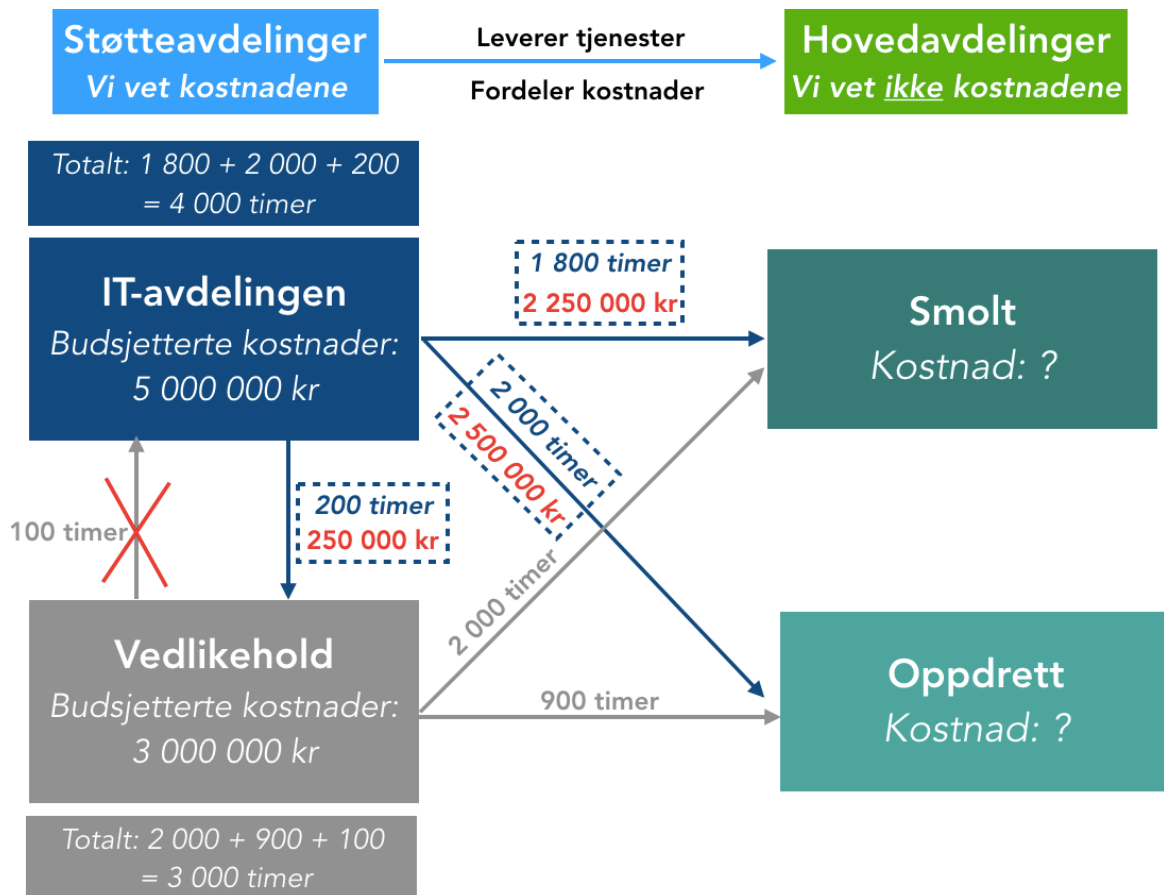 Støtteavdelinger
Vi vet kostnadene
Leverer tjenester
Fordeler kostnader
Hovedavdelinger
Vi vet ikke kostnadene
Totalt: 1 800 + 2 000 + 200
= 4 000 timer
IT-avdelingen
Budsjetterte kostnader:
5 000 000 kr
1 800 timer
2 250 000 kr
Smolt
Kostnad: ?
2 000 timer
2 500 000 kr
100 timer
200 timer
250 000 kr
2 000 timer
Vedlikehold
Budsjetterte kostnader:
3 000 000 kr
900 timer
Oppdrett
Kostnad: ?
Totalt: 2 000 + 900 + 100
= 3 000 timer